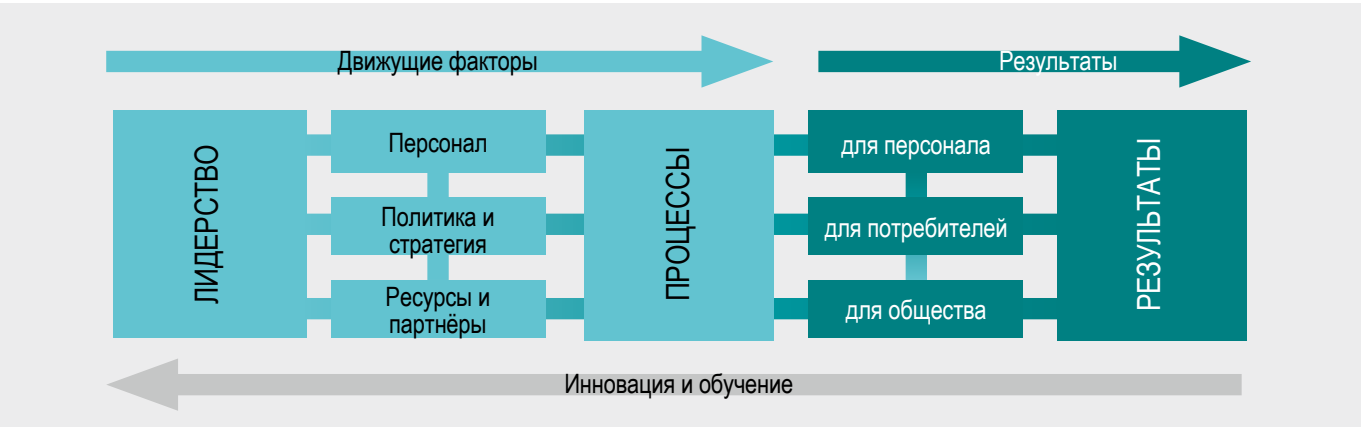 Движущие факторы
Результаты
ЛИДЕРСТВО
Персонал
Политика и
стратегия
Ресурсы и
партнёры
ПРОЦЕССЫ
для персонала
для потребителей
для общества
РЕЗУЛЬТАТЫ
Инновация и обучение